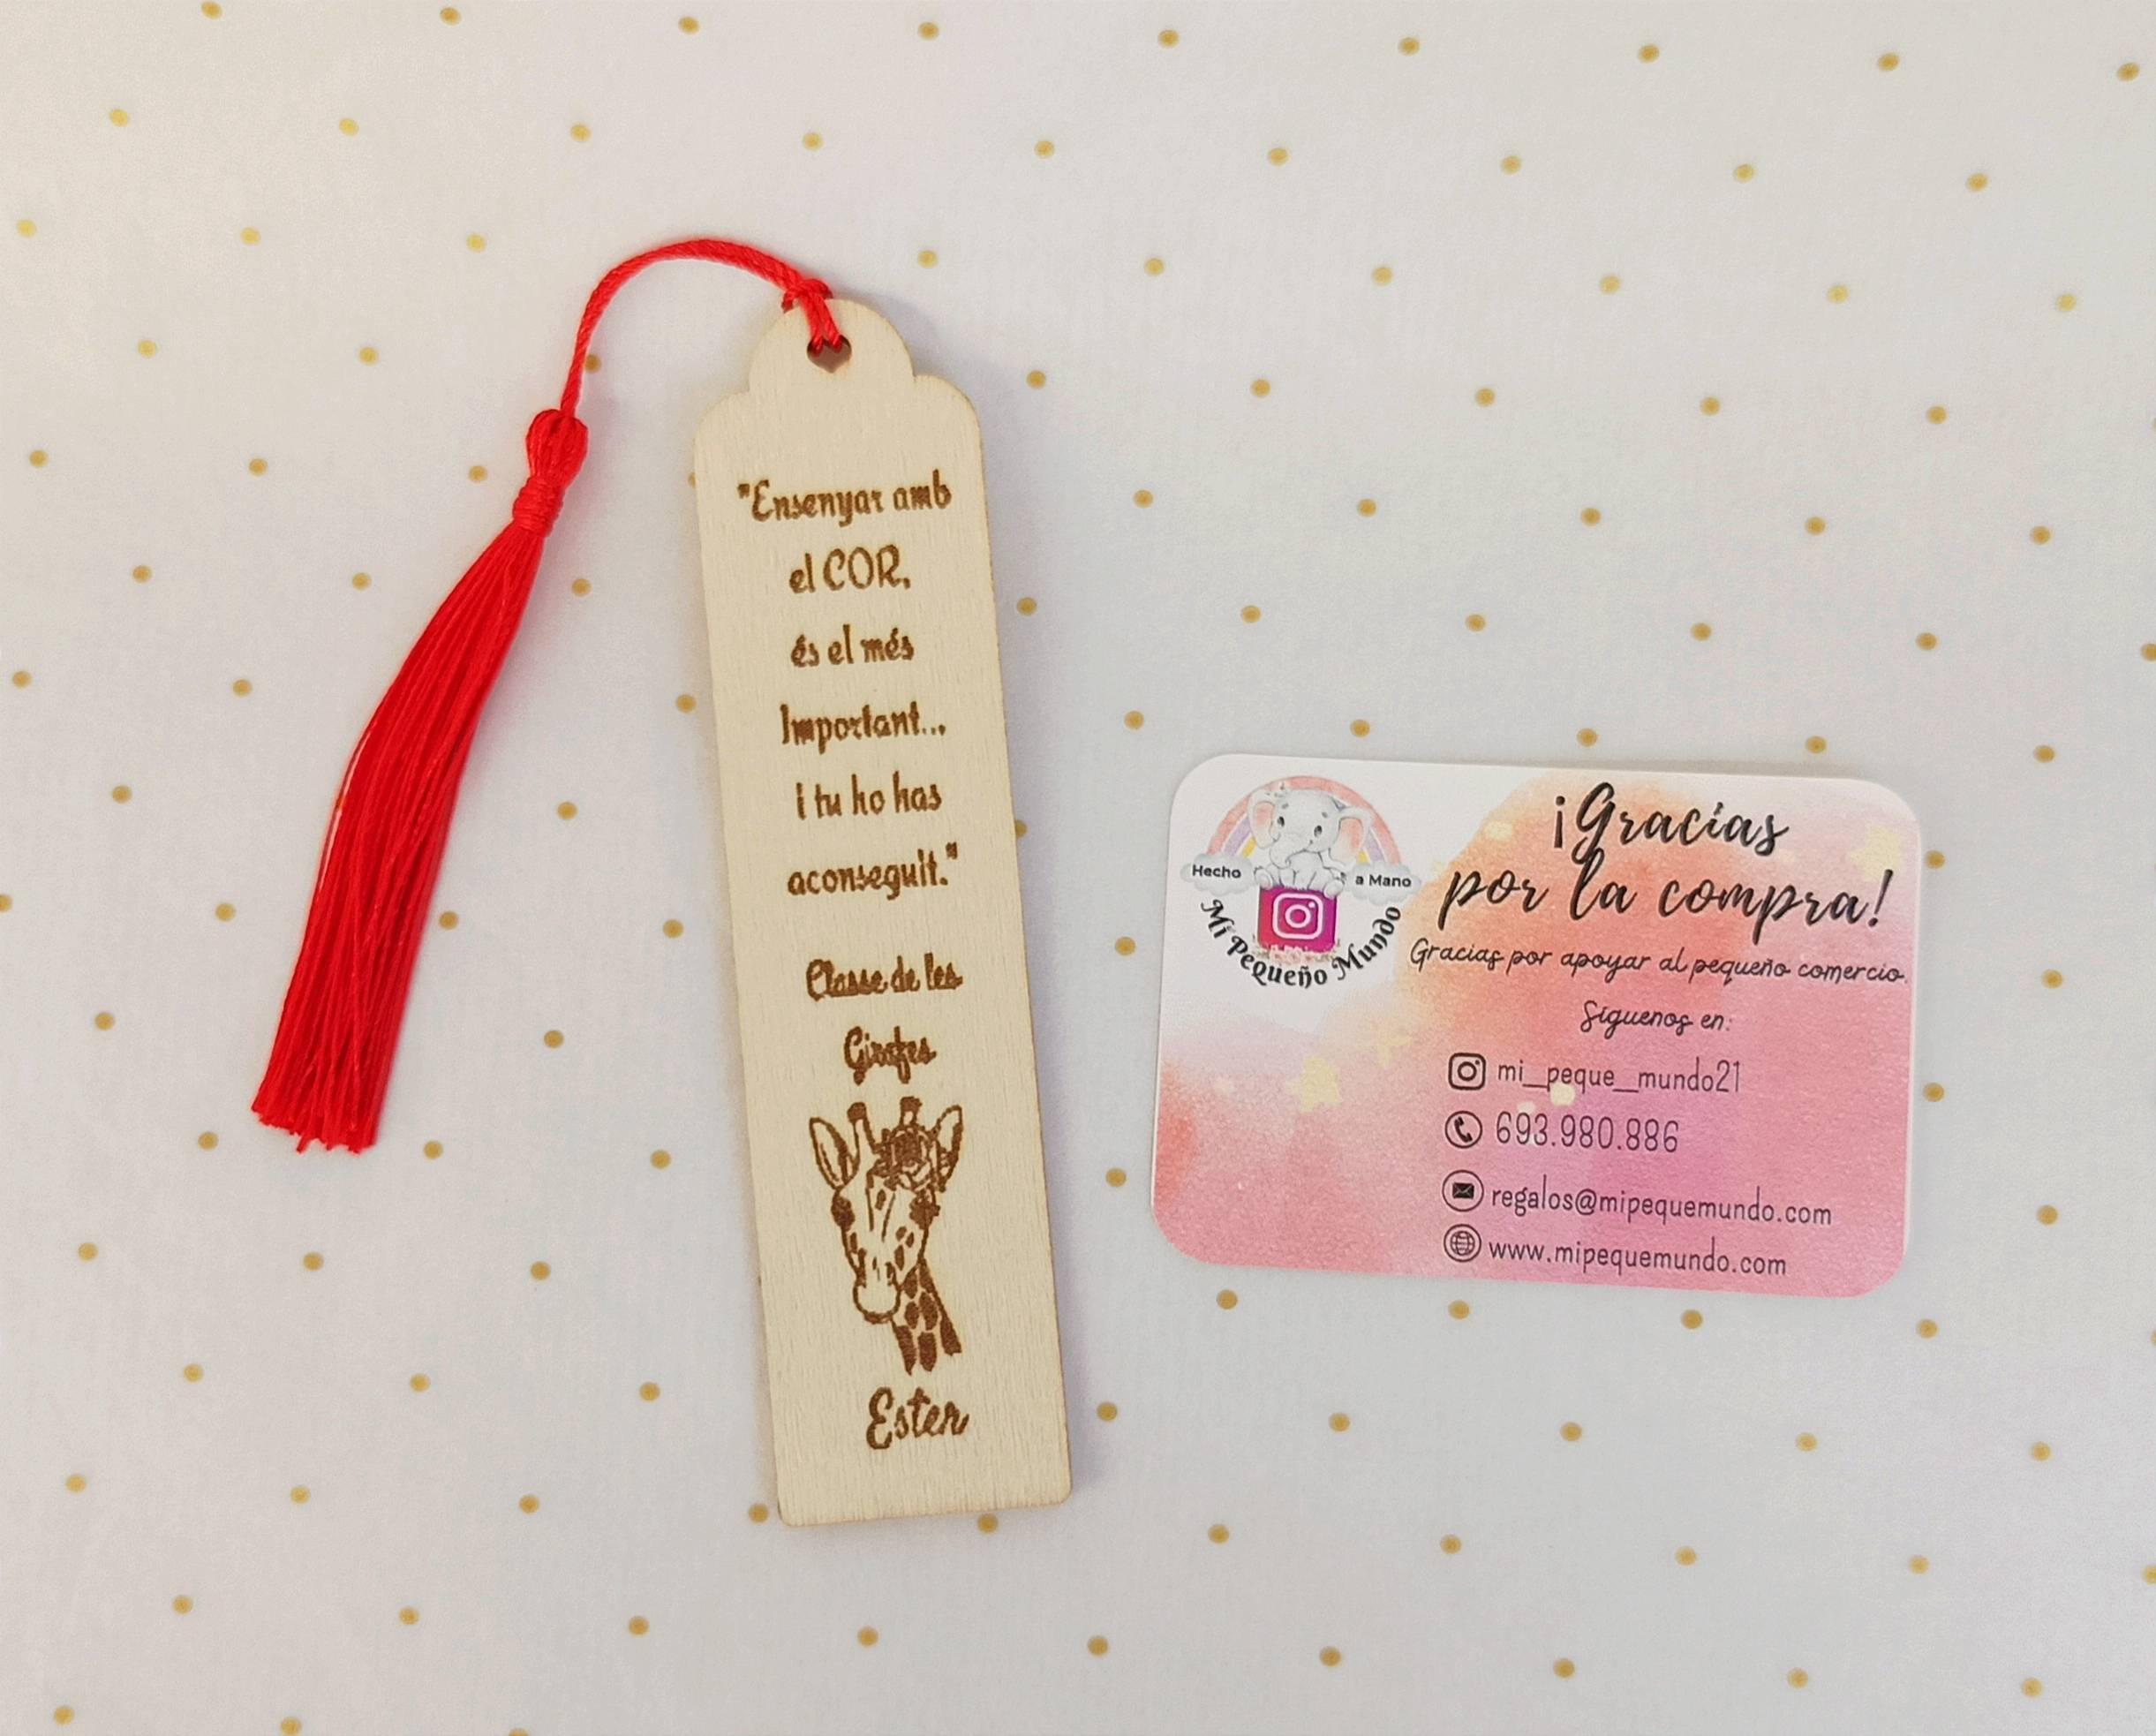 "Ensenyar amb
el COR,
és el més
Important...
i tu ho has
aconseguit."
Classe de les
Girafes
Ester
Hecho a Mano
Mi Pequeño Mundo
¡Gracias
por la compra!
Gracias por apoyar al pequeño comercio.
Síguenos en:
mi_peque_mundo21
693.980.886
regalos@mipequemundo.com
www.mipequemundo.com